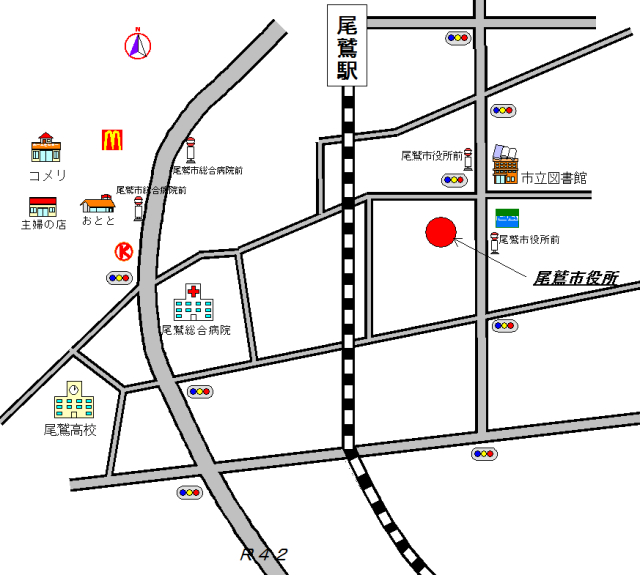 N
尾鷲駅
コメリ
M
尾鷲市総合病院前
尾鷲市役所前
市立図書館
主婦の店
おとと
尾鷲市総合病院前
尾鷲市役所前
K
尾鷲市役所
尾鷲総合病院
尾鷲高校
R42